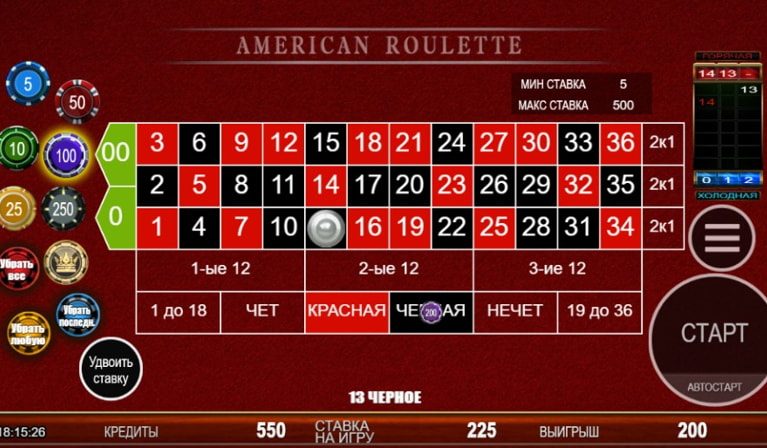 AMERICAN ROULETTE
ГОРЯЧАЯ
14 13 -
13
14
0 1 2
ХОЛОДНАЯ
МИН СТАВКА 5
МАКС СТАВКА 500
5
50
10
100
25
250
Убрать все
Убрать последн.
Убрать любую
Удвоить ставку
00
0
3 6 9 12 15 18 21 24 27 30 33 36 2к1
2 5 8 11 14 17 20 23 26 29 32 35 2к1
1 4 7 10 16 19 22 25 28 31 34 2к1
1-ые 12 2-ые 12 3-ие 12
1 до 18 ЧЕТ КРАСНАЯ НЕЧЕТ 19 до 36
200
СТАРТ
АВТОСТАРТ
13 ЧЕРНОЕ
18:15:26 КРЕДИТЫ 550 СТАВКА НА ИГРУ 225 ВЫИГРЫШ 200